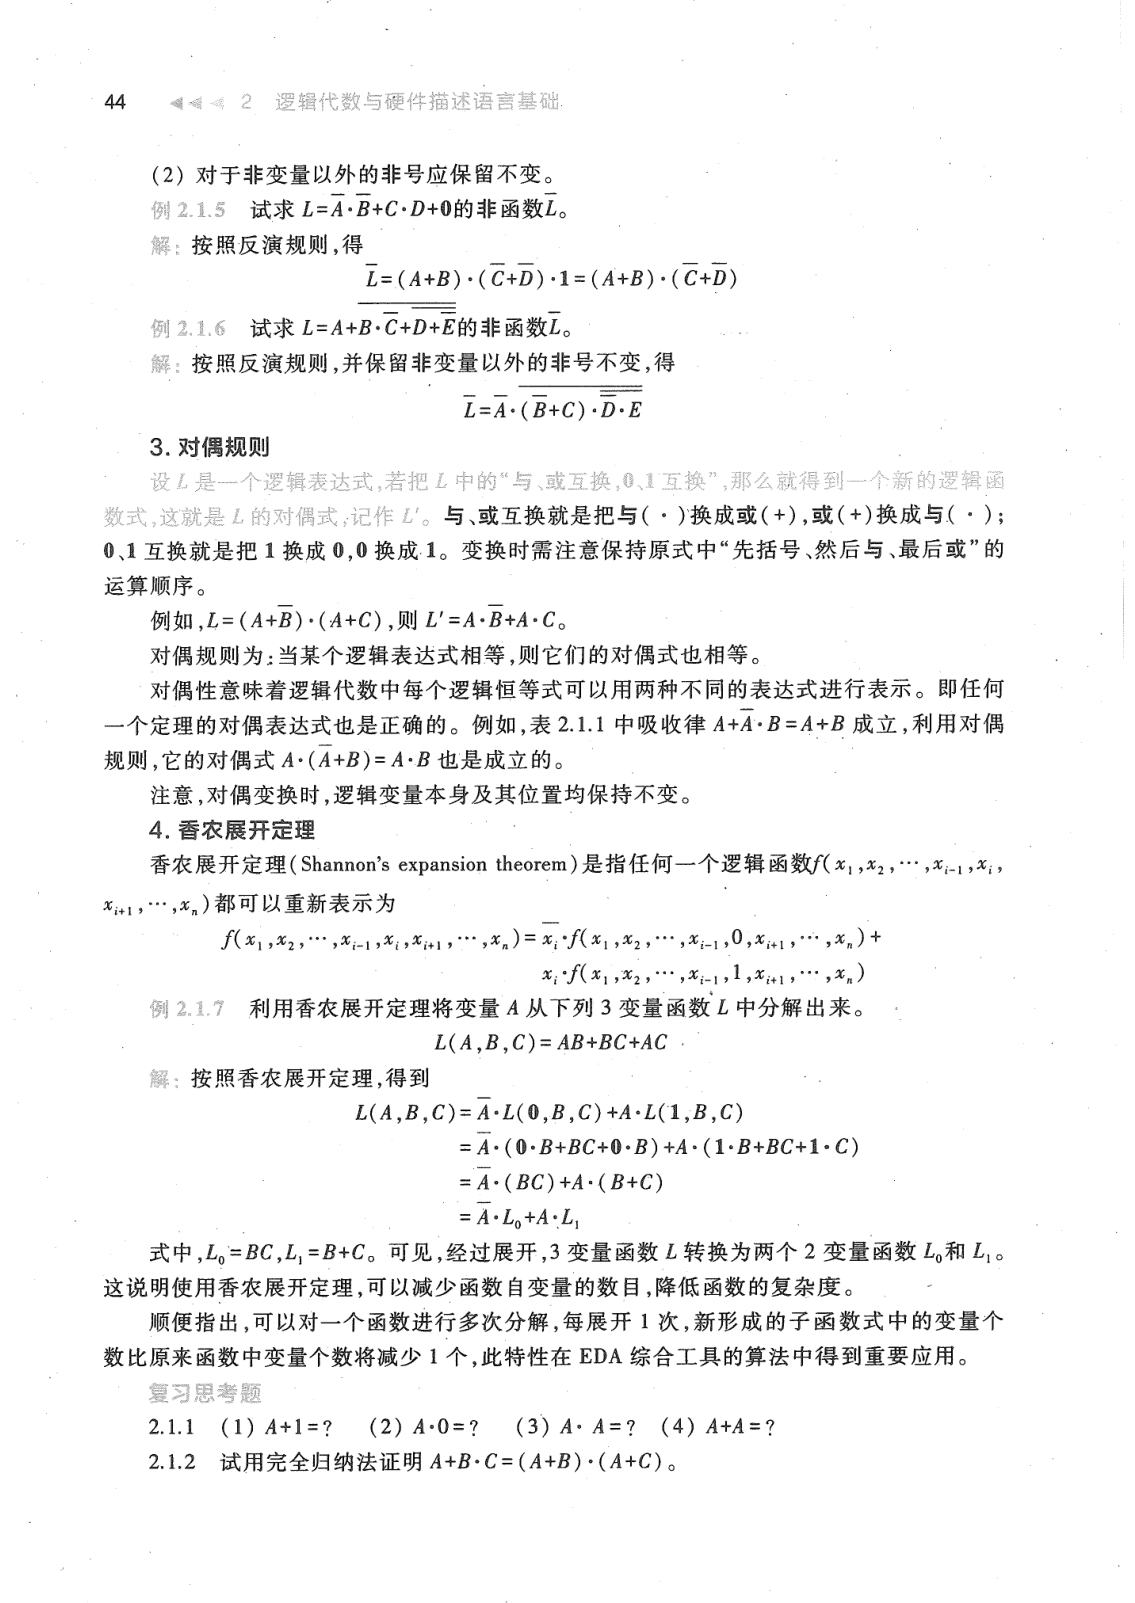 44 2 逻辑代数与硬件描述语言基础
(2) 对于非变量以外的非号应保留不变。
例 2.1.5 试求 L=A̅·B̅+C·D+0的非函数L̅。
解：按照反演规则,得
L̅=(A+B)·(C̅+D̅)·1=(A+B)·(C̅+D̅)
例 2.1.6 试求 L=A+\overline{B·C̅+\overline{D+E̅}}的非函数L̅。
解：按照反演规则,并保留非变量以外的非号不变,得
L̅=A̅·\overline{(B̅+C)·\overline{D̅·E}}
3. 对偶规则
设 L 是一个逻辑表达式,若把 L 中的“与、或互换,0、1 互换”,那么就得到一个新的逻辑函
数式,这就是 L 的对偶式,记作 L′。与、或互换就是把与(·)换成或(+),或(+)换成与(·);
0、1 互换就是把 1 换成 0,0 换成 1。变换时需注意保持原式中“先括号、然后与、最后或”的
运算顺序。
例如,L=(A+B̅)·(A+C),则 L′=A·B̅+A·C。
对偶规则为:当某个逻辑表达式相等,则它们的对偶式也相等。
对偶性意味着逻辑代数中每个逻辑恒等式可以用两种不同的表达式进行表示。即任何
一个定理的对偶表达式也是正确的。例如,表 2.1.1 中吸收律 A+A̅·B=A+B 成立,利用对偶
规则,它的对偶式 A·(A̅+B)=A·B 也是成立的。
注意,对偶变换时,逻辑变量本身及其位置均保持不变。
4. 香农展开定理
香农展开定理(Shannon's expansion theorem)是指任何一个逻辑函数f(x₁,x₂,⋯,xᵢ₋₁,xᵢ,
xᵢ₊₁,⋯,xₙ)都可以重新表示为
f(x₁,x₂,⋯,xᵢ₋₁,xᵢ,xᵢ₊₁,⋯,xₙ)=x̅ᵢ·f(x₁,x₂,⋯,xᵢ₋₁,0,xᵢ₊₁,⋯,xₙ)+
xᵢ·f(x₁,x₂,⋯,xᵢ₋₁,1,xᵢ₊₁,⋯,xₙ)
例 2.1.7 利用香农展开定理将变量 A 从下列 3 变量函数 L 中分解出来。
L(A,B,C)=AB+BC+AC
解：按照香农展开定理,得到
L(A,B,C)=A̅·L(0,B,C)+A·L(1,B,C)
=A̅·(0·B+BC+0·B)+A·(1·B+BC+1·C)
=A̅·(BC)+A·(B+C)
=A̅·L₀+A·L₁
式中,L₀=BC,L₁=B+C。可见,经过展开,3 变量函数 L 转换为两个 2 变量函数 L₀和 L₁。
这说明使用香农展开定理,可以减少函数自变量的数目,降低函数的复杂度。
顺便指出,可以对一个函数进行多次分解,每展开 1 次,新形成的子函数式中的变量个
数比原来函数中变量个数将减少 1 个,此特性在 EDA 综合工具的算法中得到重要应用。
复习思考题
2.1.1 (1) A+1=? (2) A·0=? (3) A·A=? (4) A+A=?
2.1.2 试用完全归纳法证明 A+B·C=(A+B)·(A+C)。